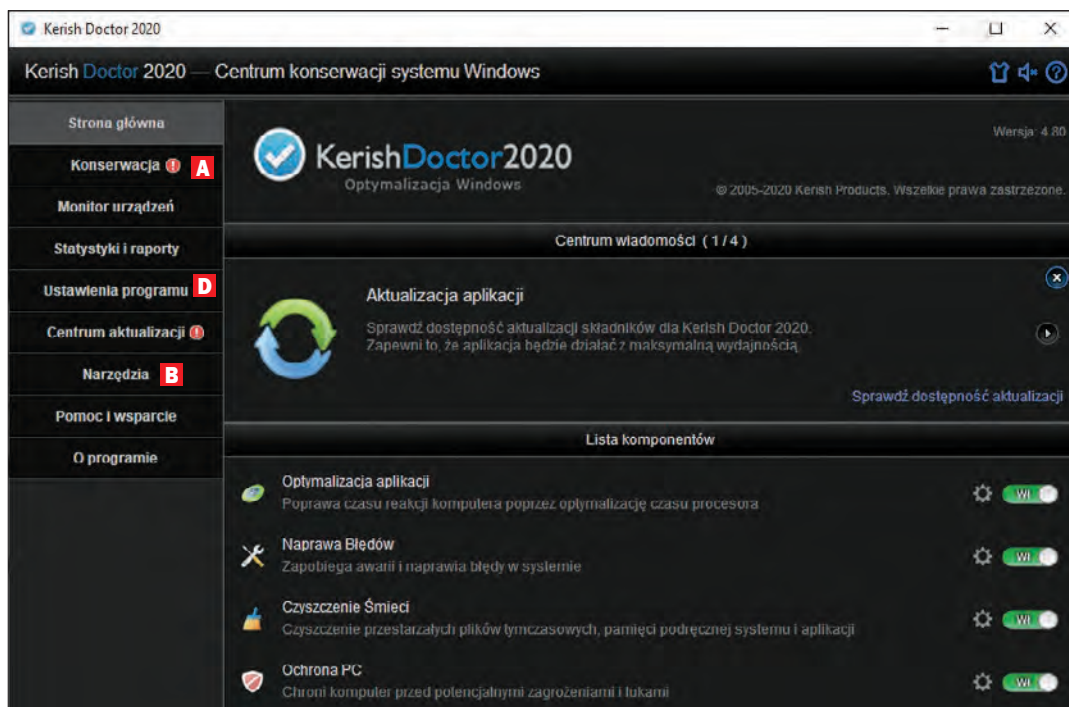 Kerish Doctor 2020
Kerish Doctor 2020 — Centrum konserwacji systemu Windows
Strona główna
Konserwacja
A
Monitor urządzeń
Statystyki i raporty
Ustawienia programu
D
Centrum aktualizacji
Narzędzia
B
Pomoc i wsparcie
O programie
KerishDoctor2020
Optymalizacja Windows
Wersja: 4.80
© 2005-2020 Kerish Products. Wszelkie prawa zastrzeżone.
Centrum wiadomości ( 1 / 4 )
Aktualizacja aplikacji
Sprawdź dostępność aktualizacji składników dla Kerish Doctor 2020.
Zapewni to, że aplikacja będzie działać z maksymalną wydajnością.
Sprawdź dostępność aktualizacji
Lista komponentów
Optymalizacja aplikacji
Poprawa czasu reakcji komputera poprzez optymalizację czasu procesora
WI
Naprawa Błędów
Zapobiega awarii i naprawia błędy w systemie
WI
Czyszczenie Śmieci
Czyszczenie przestarzałych plików tymczasowych, pamięci podręcznej systemu i aplikacji
WI
Ochrona PC
Chroni komputer przed potencjalnymi zagrożeniami i lukami
WI